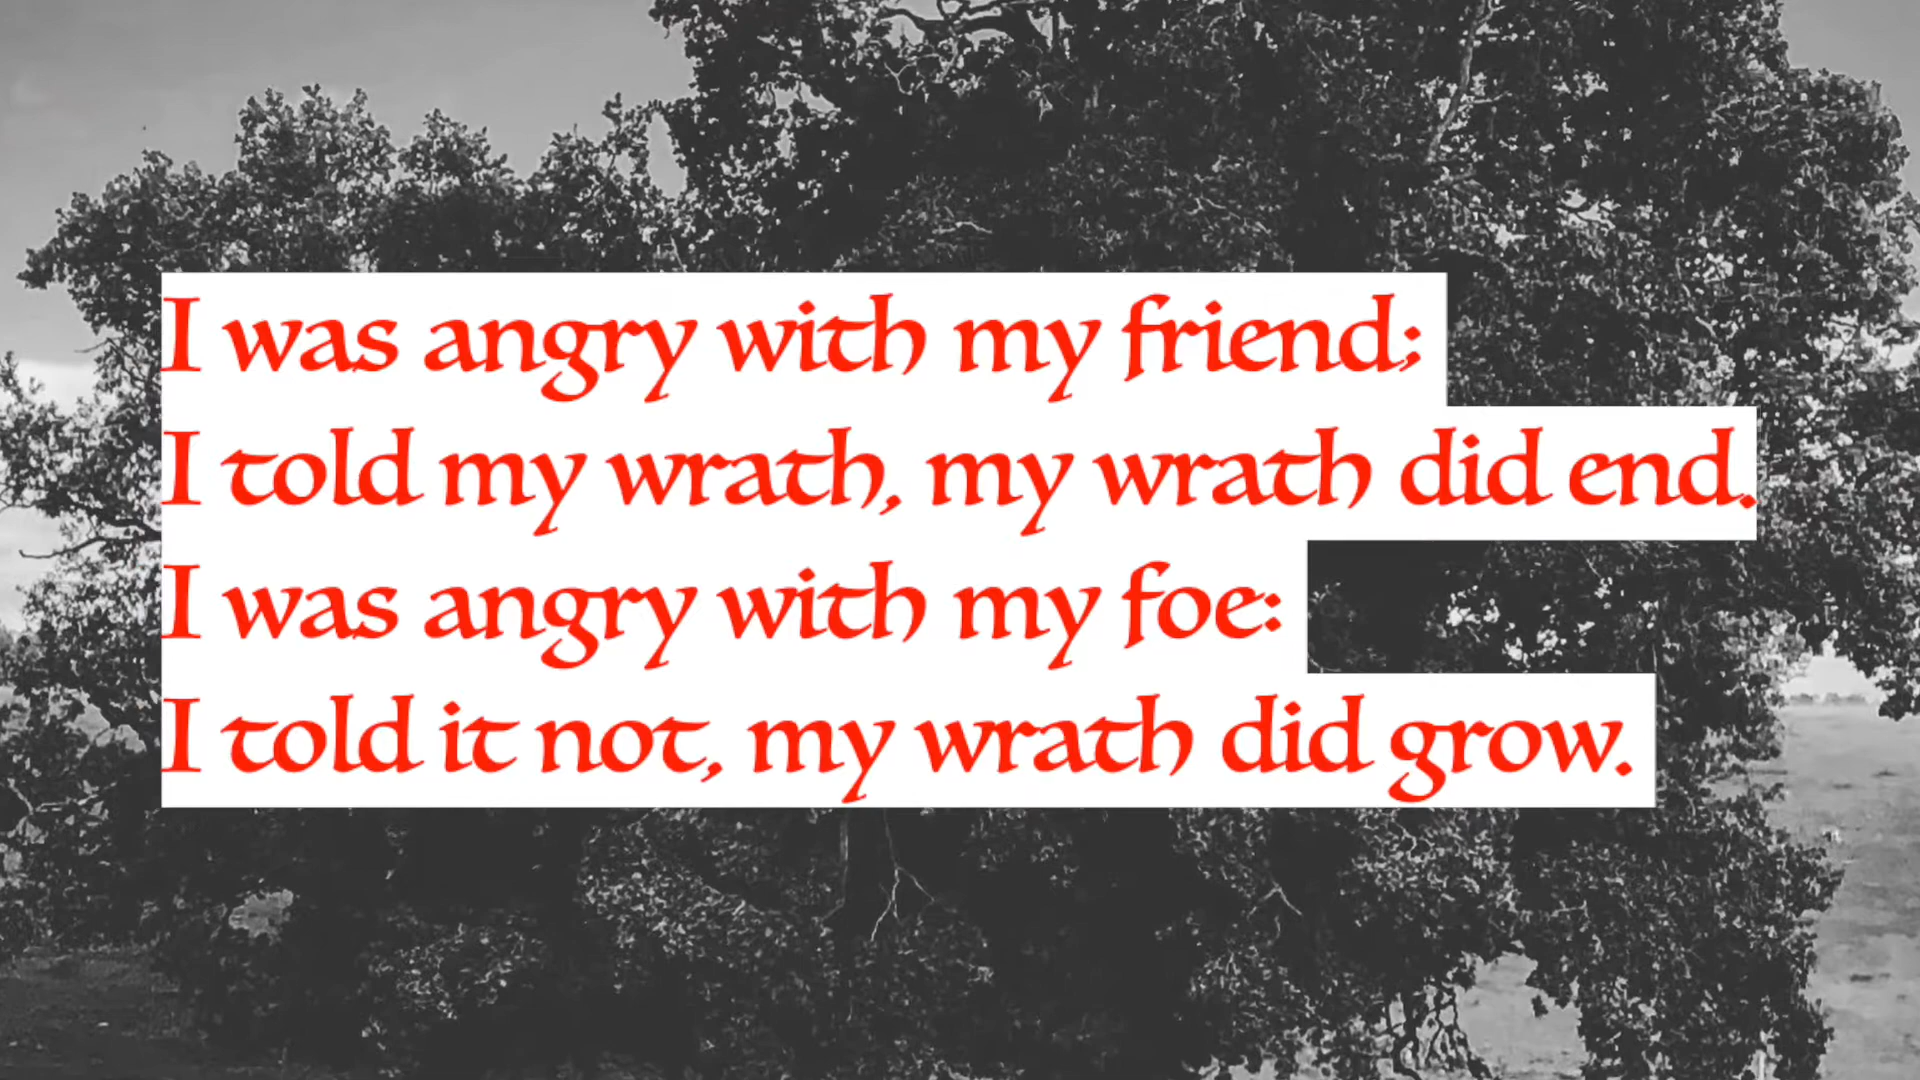 I was angry with my friend;
I told my wrath, my wrath did end.
I was angry with my foe:
I told it not, my wrath did grow.